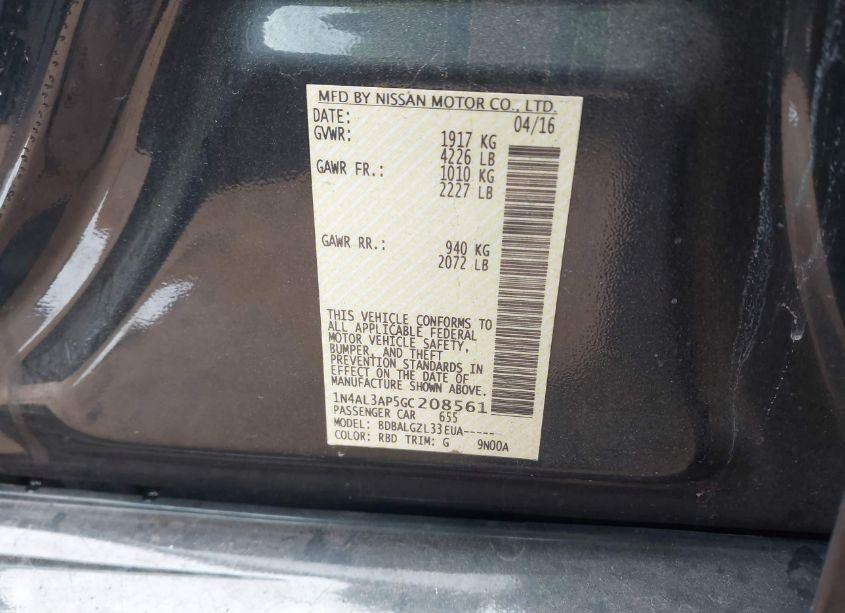 MFD BY NISSAN MOTOR CO., LTD.
DATE: 04/16
GVWR: 1917 KG
4226 LB
GAWR FR.: 1010 KG
2227 LB
GAWR RR.: 940 KG
2072 LB
THIS VEHICLE CONFORMS TO
ALL APPLICABLE FEDERAL
MOTOR VEHICLE SAFETY,
BUMPER, AND THEFT
PREVENTION STANDARDS IN
EFFECT ON THE DATE OF
MANUFACTURE SHOWN ABOVE.
1N4AL3AP5GC208561
PASSENGER CAR 655
MODEL: BDBALGZL33EUA-----
COLOR: RBD TRIM: G 9N00A